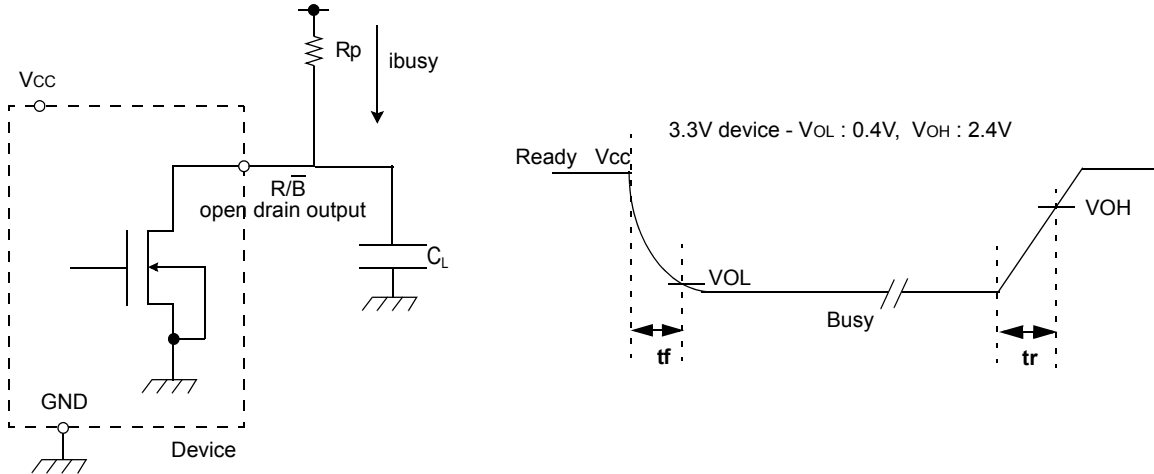 Rp
ibusy
VCC
R/B̅
open drain output
CL
GND
Device
3.3V device - VOL : 0.4V, VOH : 2.4V
Ready Vcc
VOH
VOL
Busy
tf
tr